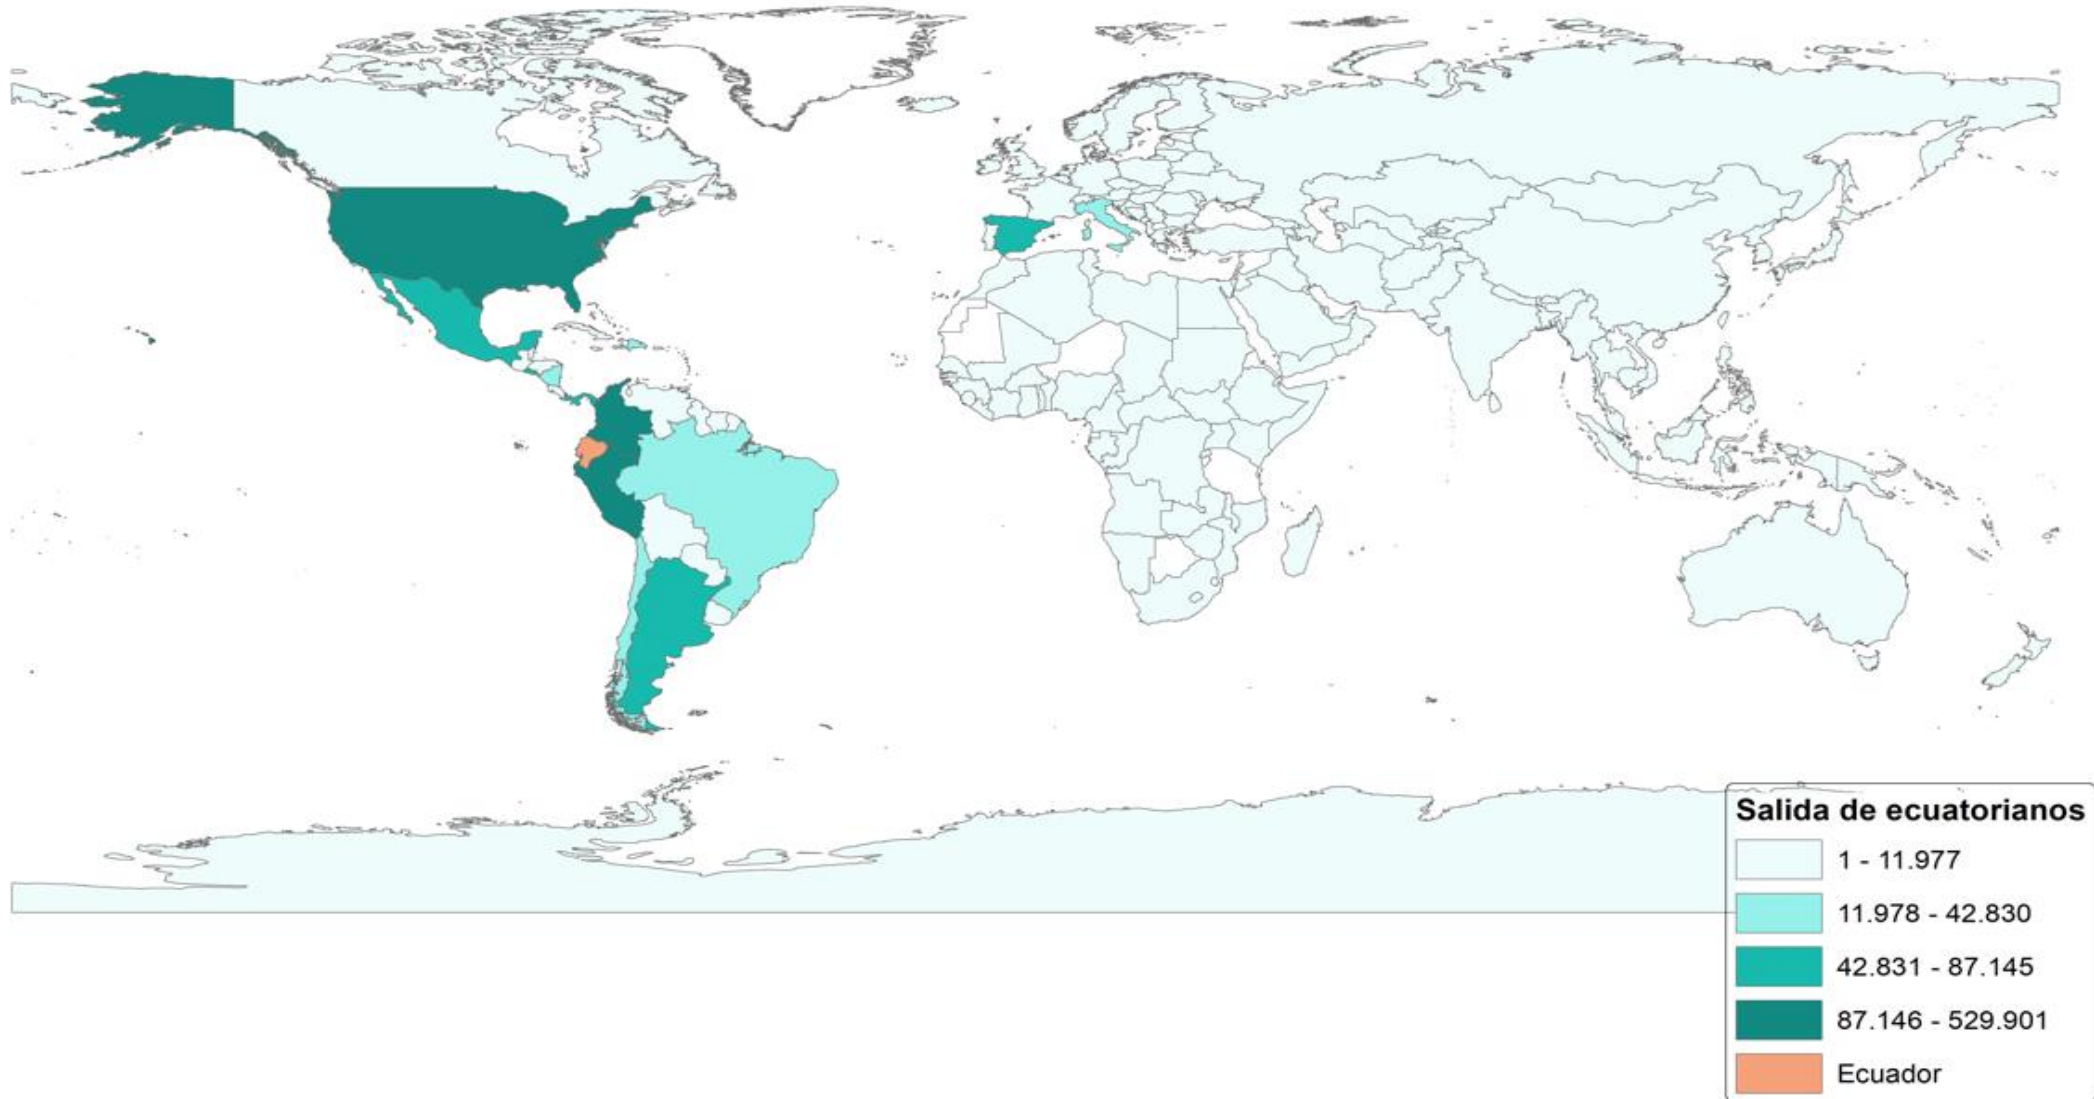 Salida de ecuatorianos
1 - 11.977
11.978 - 42.830
42.831 - 87.145
87.146 - 529.901
Ecuador